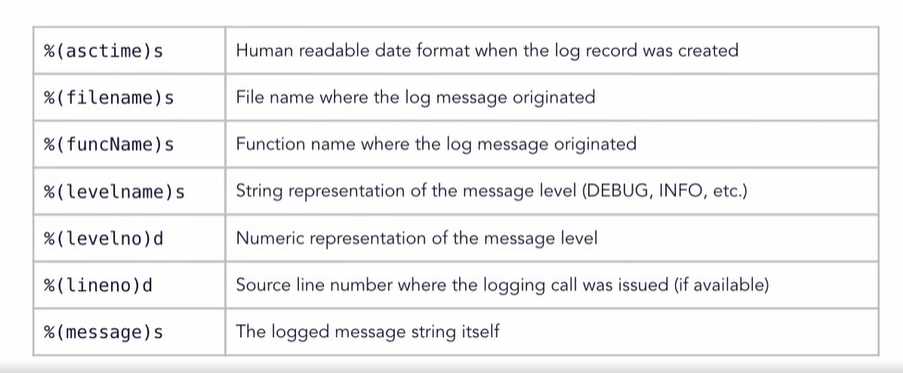 %(asctime)s Human readable date format when the log record was created
%(filename)s File name where the log message originated
%(funcName)s Function name where the log message originated
%(levelname)s String representation of the message level (DEBUG, INFO, etc.)
%(levelno)d Numeric representation of the message level
%(lineno)d Source line number where the logging call was issued (if available)
%(message)s The logged message string itself